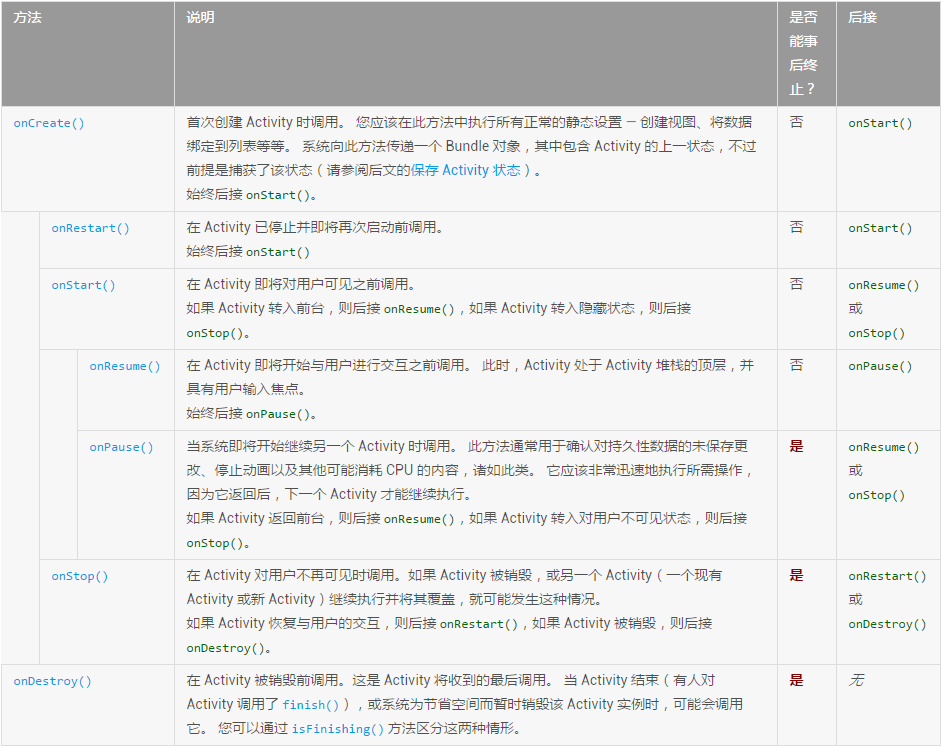 方法 说明 是否能事后终止？ 后接
onCreate() 首次创建 Activity 时调用。 您应该在此方法中执行所有正常的静态设置 — 创建视图、将数据 否 onStart()
绑定到列表等等。 系统向此方法传递一个 Bundle 对象，其中包含 Activity 的上一状态，不过
前提是捕获了该状态（请参阅后文的保存 Activity 状态）。
始终后接 onStart()。
onRestart() 在 Activity 已停止并即将再次启动前调用。 否 onStart()
始终后接 onStart()
onStart() 在 Activity 即将对用户可见之前调用。 否 onResume()
如果 Activity 转入前台，则后接 onResume()，如果 Activity 转入隐藏状态，则后接 或
onStop()。 onStop()
onResume() 在 Activity 即将开始与用户进行交互之前调用。 此时，Activity 处于 Activity 堆栈的顶层，并 否 onPause()
具有用户输入焦点。
始终后接 onPause()。
onPause() 当系统即将开始继续另一个 Activity 时调用。 此方法通常用于确认对持久性数据的未保存更 是 onResume()
改、停止动画以及其他可能消耗 CPU 的内容，诸如此类。 它应该非常迅速地执行所需操作， 或
因为它返回后，下一个 Activity 才能继续执行。 onStop()
如果 Activity 返回前台，则后接 onResume()，如果 Activity 转入对用户不可见状态，则后接
onStop()。
onStop() 在 Activity 对用户不再可见时调用。如果 Activity 被销毁，或另一个 Activity（一个现有 是 onRestart()
Activity 或新 Activity）继续执行并将其覆盖，就可能发生这种情况。 或
如果 Activity 恢复与用户的交互，则后接 onRestart()，如果 Activity 被销毁，则后接 onDestroy()
onDestroy()。
onDestroy() 在 Activity 被销毁前调用。这是 Activity 将收到的最后调用。 当 Activity 结束（有人对 是 无
Activity 调用了 finish()），或系统为节省空间而暂时销毁该 Activity 实例时，可能会调用
它。 您可以通过 isFinishing() 方法区分这两种情形。